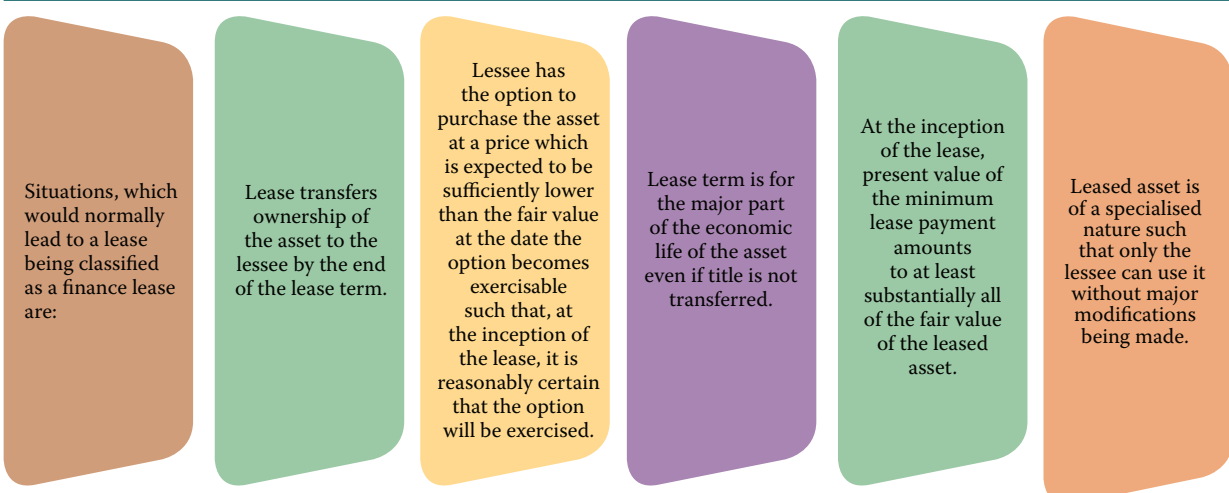 Situations, which
would normally
lead to a lease
being classified
as a finance lease
are:
Lease transfers
ownership of
the asset to the
lessee by the end
of the lease term.
Lessee has
the option to
purchase the asset
at a price which
is expected to be
sufficiently lower
than the fair value
at the date the
option becomes
exercisable
such that, at
the inception of
the lease, it is
reasonably certain
that the option
will be exercised.
Lease term is for
the major part
of the economic
life of the asset
even if title is not
transferred.
At the inception
of the lease,
present value of
the minimum
lease payment
amounts
to at least
substantially all
of the fair value
of the leased
asset.
Leased asset is
of a specialised
nature such
that only the
lessee can use it
without major
modifications
being made.